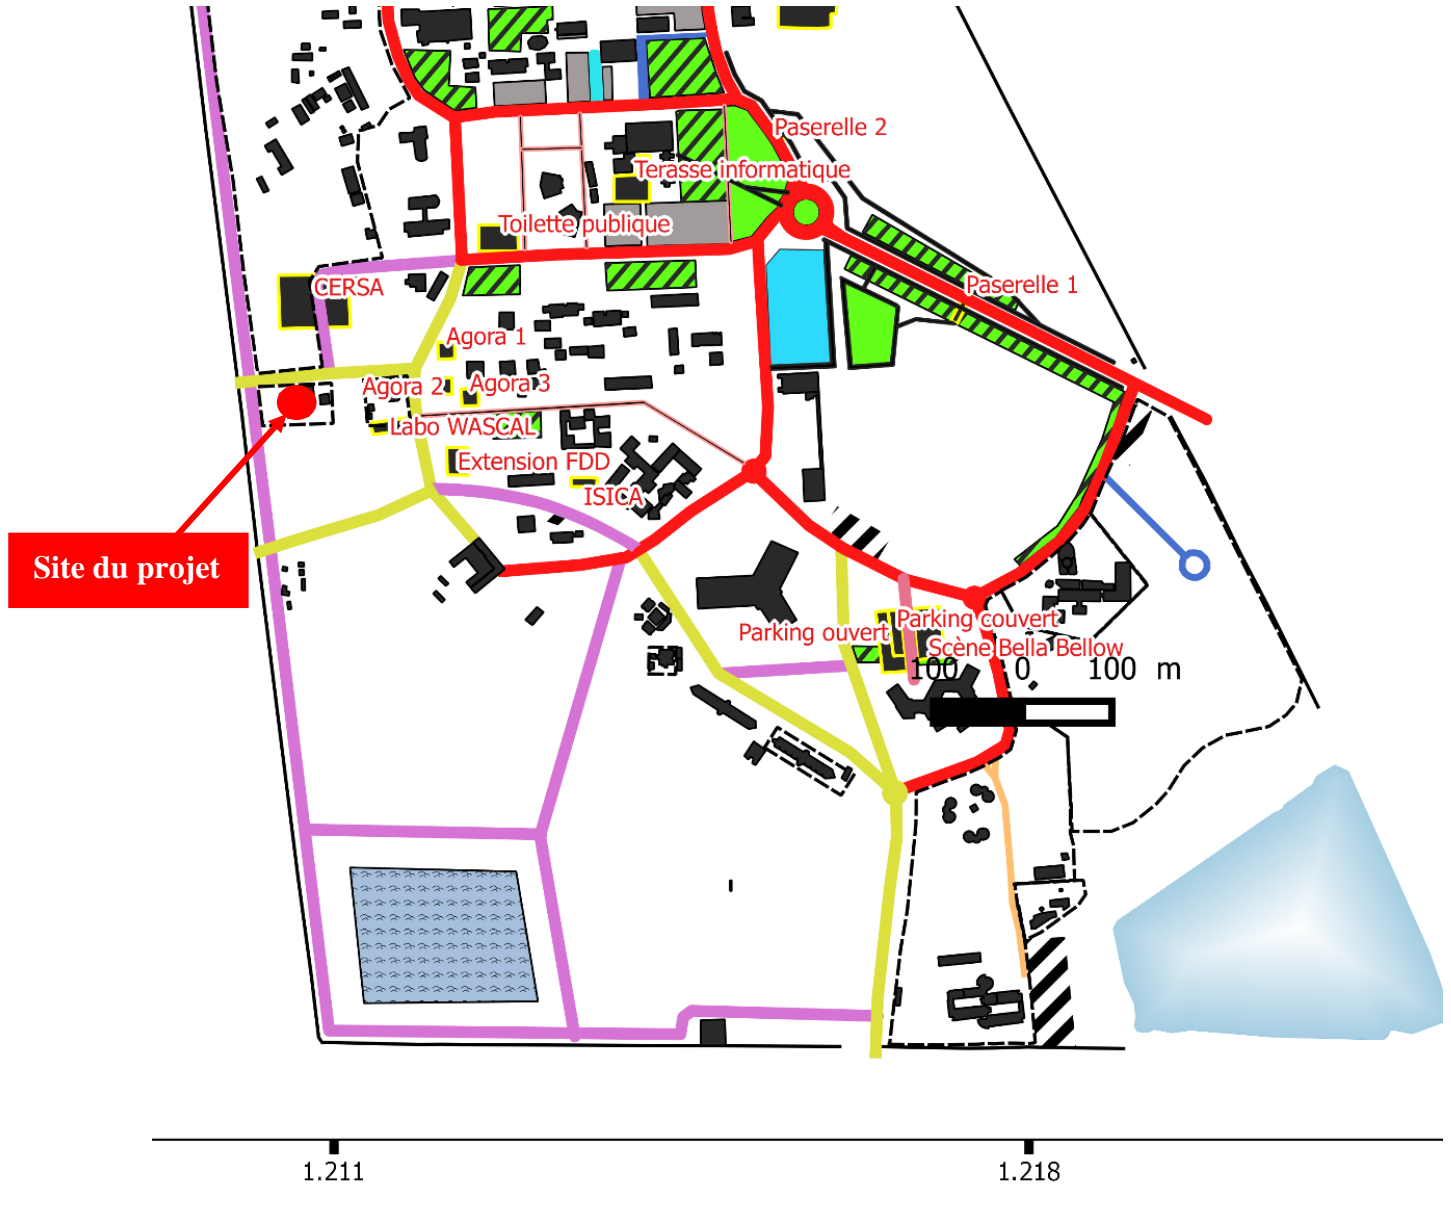 Paserelle 2
Terasse informatique
Toilette publique
CERSA
Paserelle 1
Agora 1
Agora 2
Agora 3
Labo WASCAL
Extension FDD
ISICA
Site du projet
Parking couvert
Parking ouvert
Scène Bella Bellow
100 0 100 m
1.211 1.218